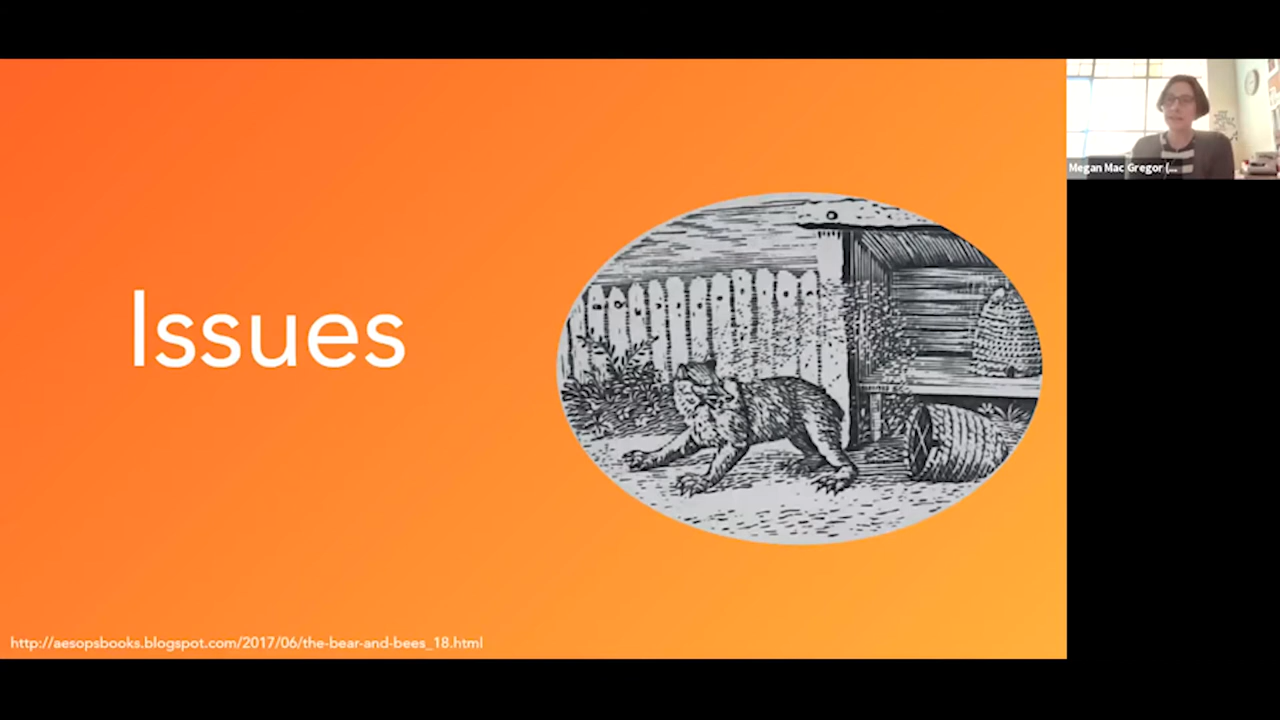 Issues
http://aesopsbooks.blogspot.com/2017/06/the-bear-and-bees_18.html
Megan Mac Gregor (...